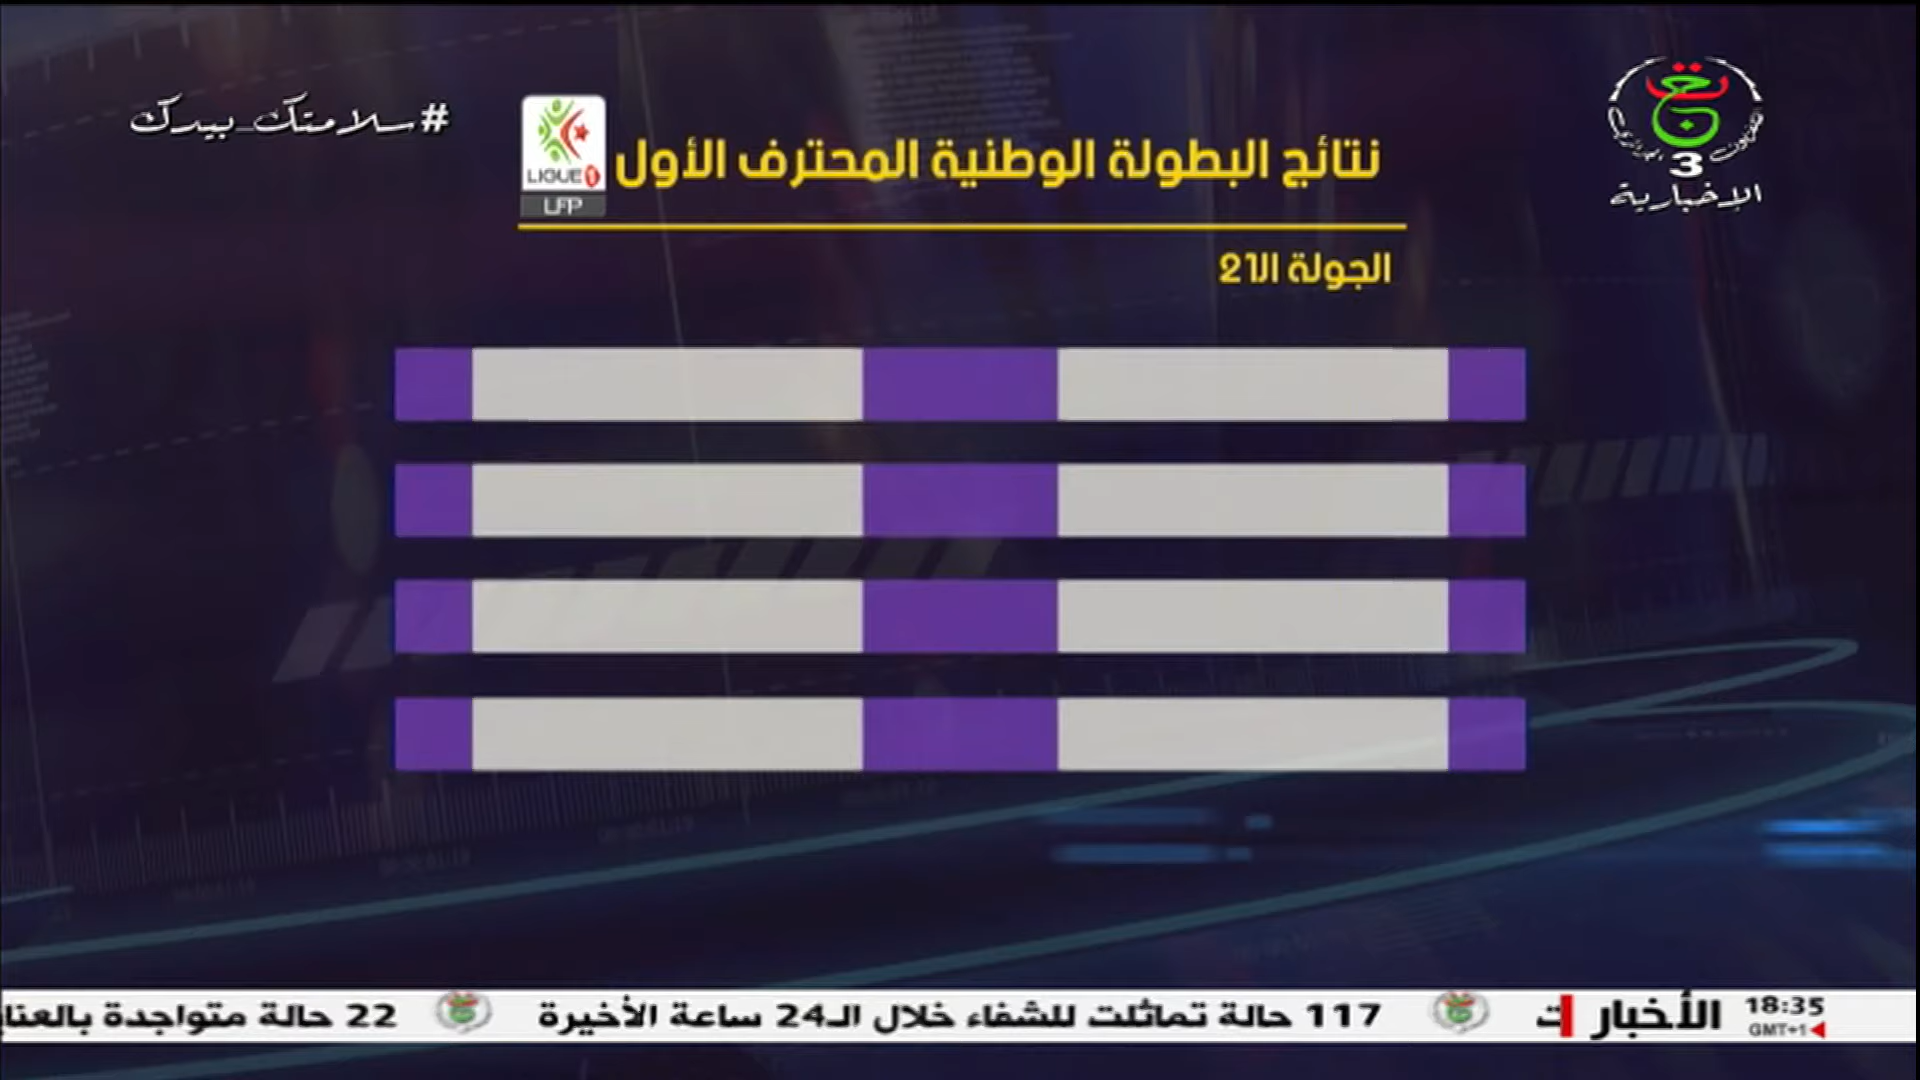 #سلامتك_بيدك
نتائج البطولة الوطنية المحترف الأول
LIGUE 1
LFP
الجولة الـ21
3
الإخبارية
18:35
GMT+1
الأخبار
117 حالة تماثلت للشفاء خلال الـ24 ساعة الأخيرة
22 حالة متواجدة